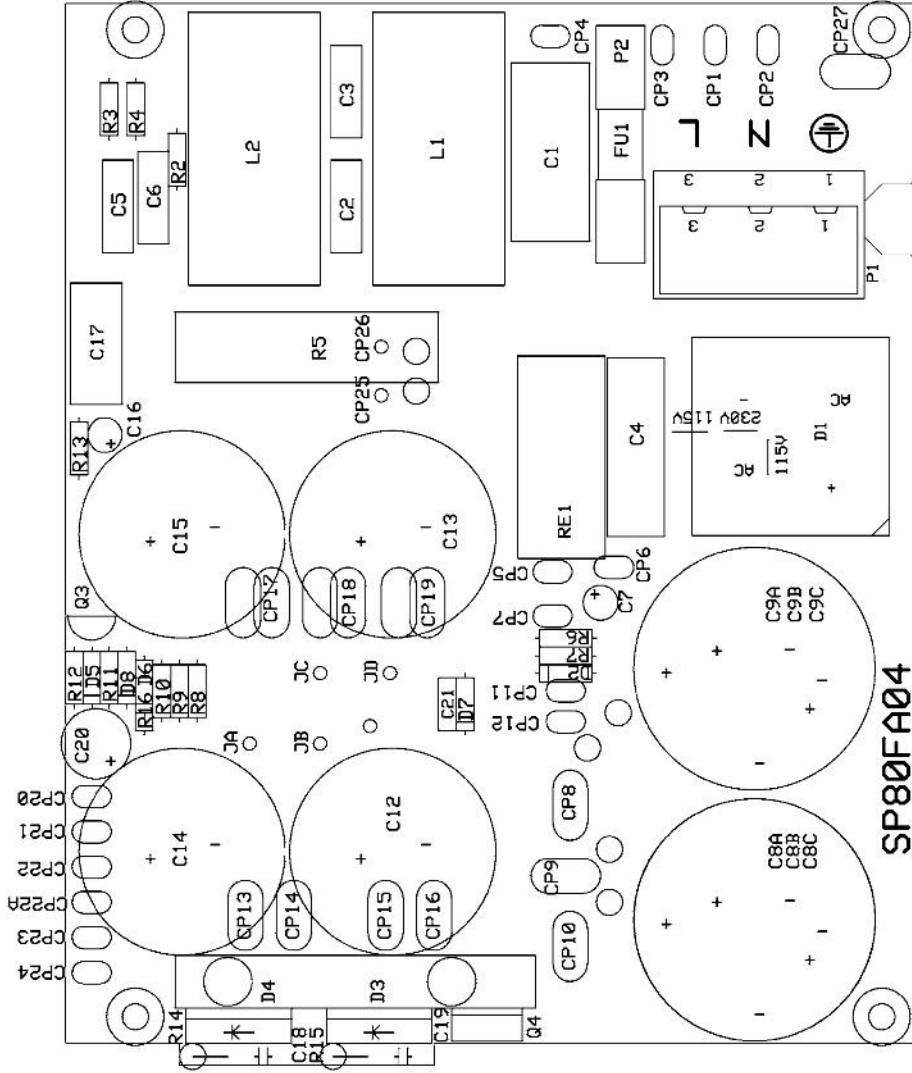 CP4
P2
CP3
CP1
CP2
CP27
R3
R4
C5
C6
R2
L2
C3
C2
L1
C1
FU1
L
N
3
2
1
3
2
1
P1
C17
R5
CP26
CP25
C16
R13
C15
+
-
C13
+
-
RE1
C4
230V 115V
115V
AC
AC
D1
+
-
Q3
CP17
CP18
CP19
CP5
CP6
CP7
C7
+
R6
R7
CP11
CP12
R12
D5
R11
D8
R16
D6
R10
R9
R8
JC
JD
JA
JB
C21
D7
C9A
C9B
C9C
+
+
-
-
+
-
C20
+
CP20
CP21
CP22
CP22A
CP23
CP24
C14
+
-
C12
+
-
CP13
CP14
CP15
CP16
CP8
CP9
CP10
C8A
C8B
C8C
+
+
-
-
+
-
SP80FA04
D4
D3
R14
C18
R15
C19
Q4